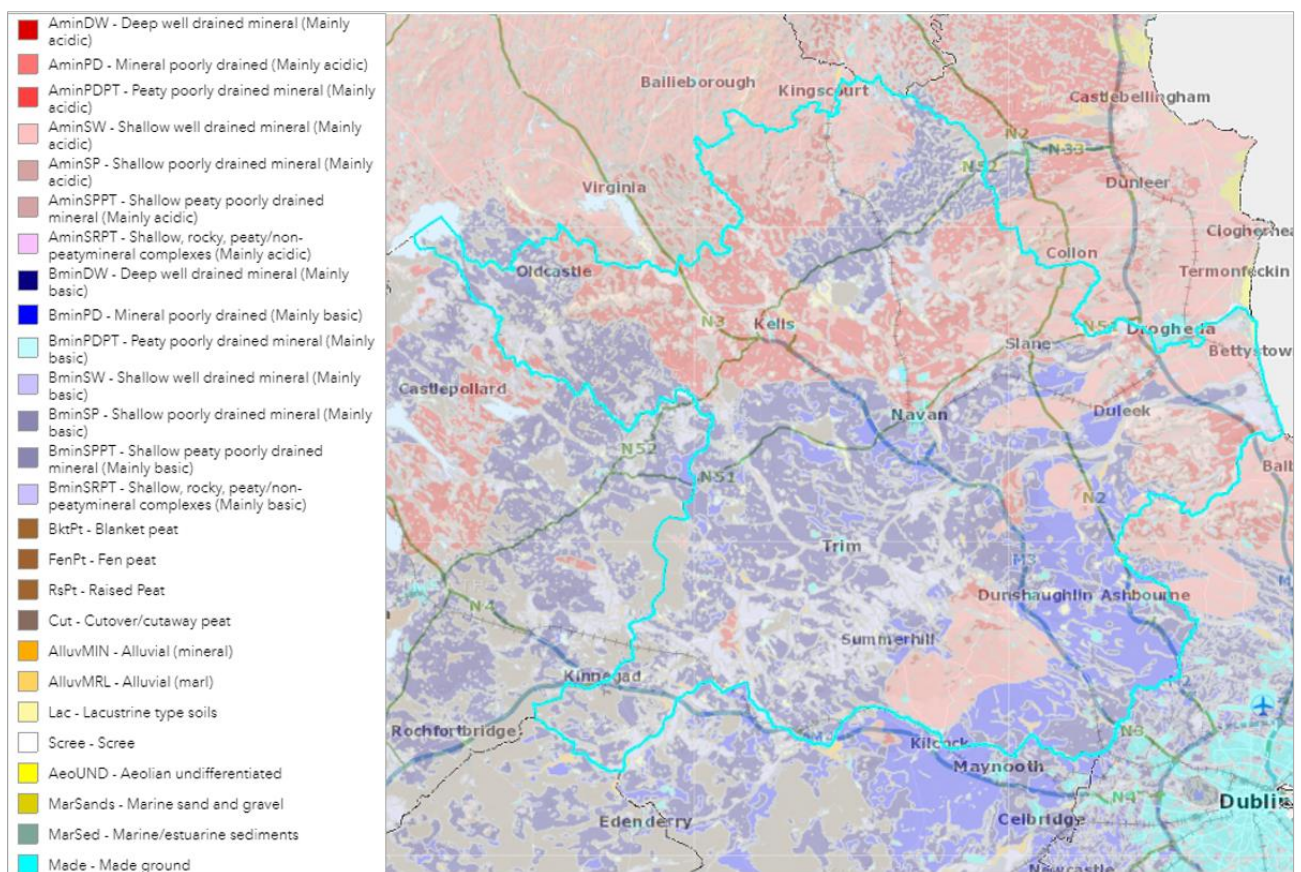 AminDW - Deep well drained mineral (Mainly
acidic)
AminPD - Mineral poorly drained (Mainly acidic)
AminPDPT - Peaty poorly drained mineral (Mainly
acidic)
AminSW - Shallow well drained mineral (Mainly
acidic)
AminSP - Shallow poorly drained mineral (Mainly
acidic)
AminSPPT - Shallow peaty poorly drained
mineral (Mainly acidic)
AminSRPT - Shallow, rocky, peaty/non-
peatymineral complexes (Mainly acidic)
BminDW - Deep well drained mineral (Mainly
basic)
BminPD - Mineral poorly drained (Mainly basic)
BminPDPT - Peaty poorly drained mineral (Mainly
basic)
BminSW - Shallow well drained mineral (Mainly
basic)
BminSP - Shallow poorly drained mineral (Mainly
basic)
BminSPPT - Shallow peaty poorly drained
mineral (Mainly basic)
BminSRPT - Shallow, rocky, peaty/non-
peatymineral complexes (Mainly basic)
BktPt - Blanket peat
FenPt - Fen peat
RsPt - Raised Peat
Cut - Cutover/cutaway peat
AlluvMIN - Alluvial (mineral)
AlluvMRL - Alluvial (marl)
Lac - Lacustrine type soils
Scree - Scree
AeoUND - Aeolian undifferentiated
MarSands - Marine sand and gravel
MarSed - Marine/estuarine sediments
Made - Made ground
Bailieborough
Kingscourt
Castlebellingham
N2
N33
N52
Dunleer
Virginia
Clogherhea
Collon
Oldcastle
Termonfeckin
N3
Kells
N51
Drogheda
Slane
Bettystow
Castlepollard
Navan
Duleek
N52
N51
Balb
N2
Trim
M3
M
Dunshaughlin
Ashbourne
N4
Summerhill
Kinnegad
N2
Rochfortbridge
N3
Kilcock
Maynooth
N4
Dublin
Edenderry
Celbridge
Newcastle